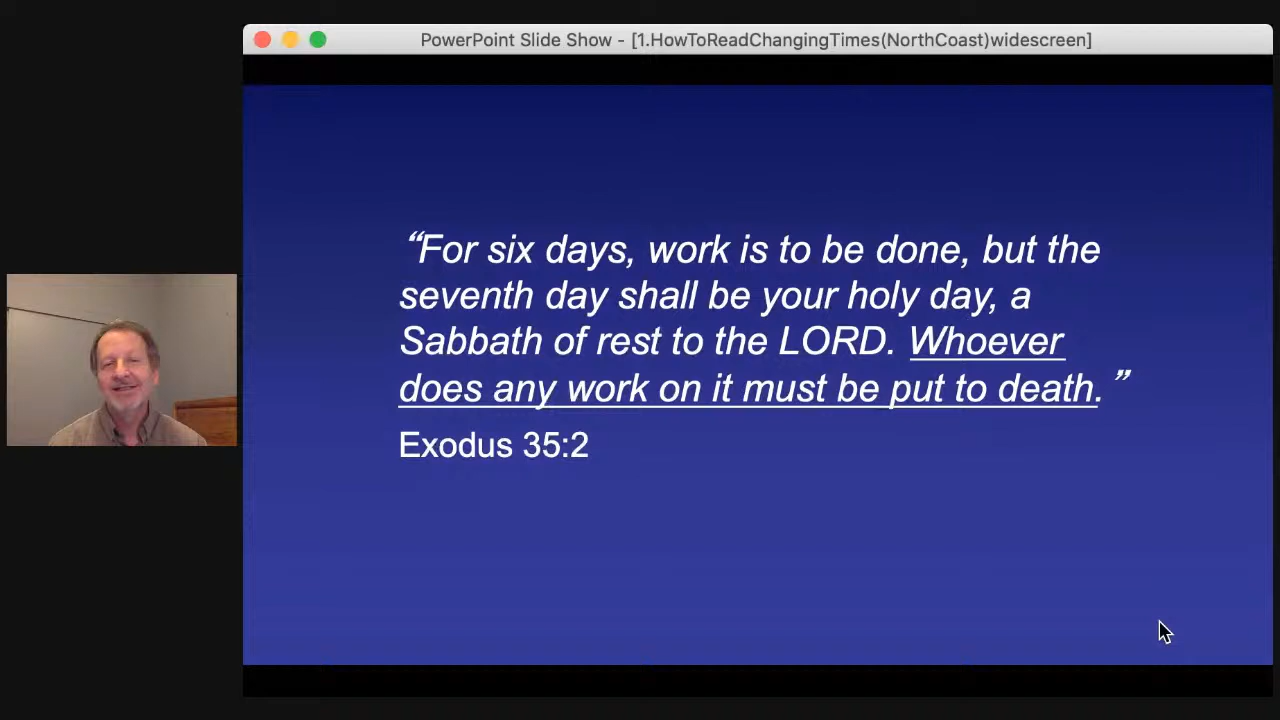 PowerPoint Slide Show - [1.HowToReadChangingTimes(NorthCoast)widescreen]
“For six days, work is to be done, but the
seventh day shall be your holy day, a
Sabbath of rest to the LORD. Whoever
does any work on it must be put to death.”
Exodus 35:2